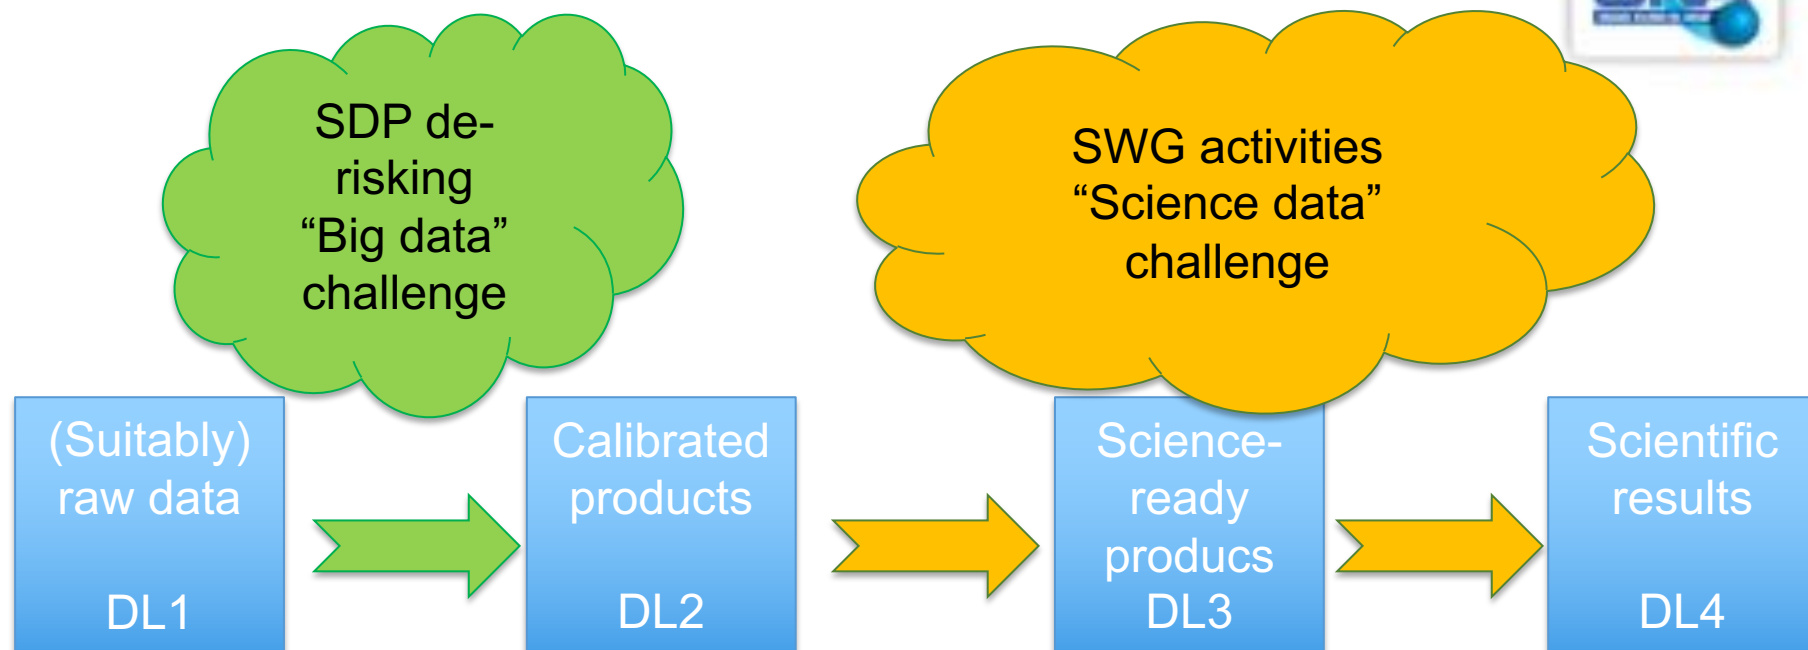 SDP de-
risking
“Big data”
challenge
SWG activities
“Science data”
challenge
(Suitably)
raw data
DL1
Calibrated
products
DL2
Science-
ready
producs
DL3
Scientific
results
DL4